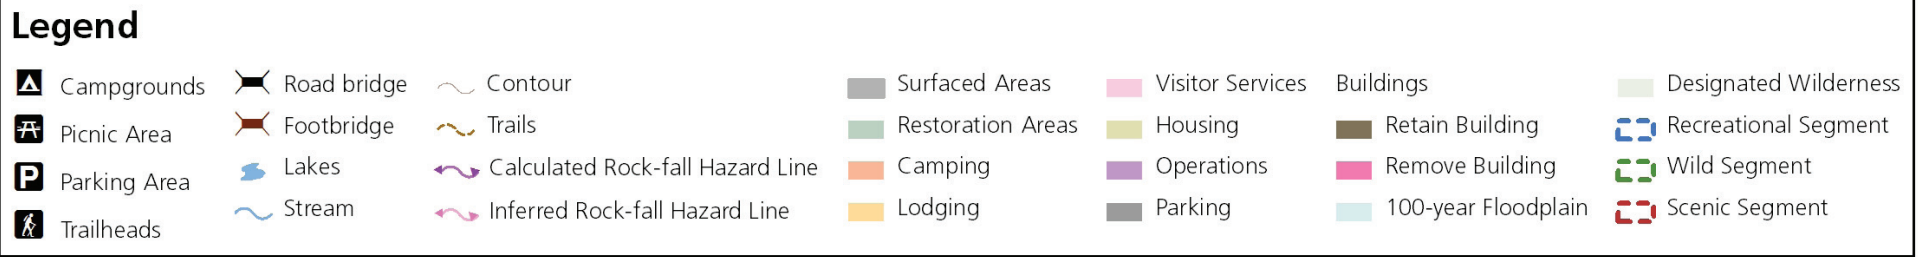 Legend
Campgrounds
Picnic Area
P Parking Area
Trailheads
Road bridge
Footbridge
Lakes
Stream
Contour
Trails
Calculated Rock-fall Hazard Line
Inferred Rock-fall Hazard Line
Surfaced Areas
Restoration Areas
Camping
Lodging
Visitor Services
Housing
Operations
Parking
Buildings
Retain Building
Remove Building
100-year Floodplain
Designated Wilderness
Recreational Segment
Wild Segment
Scenic Segment